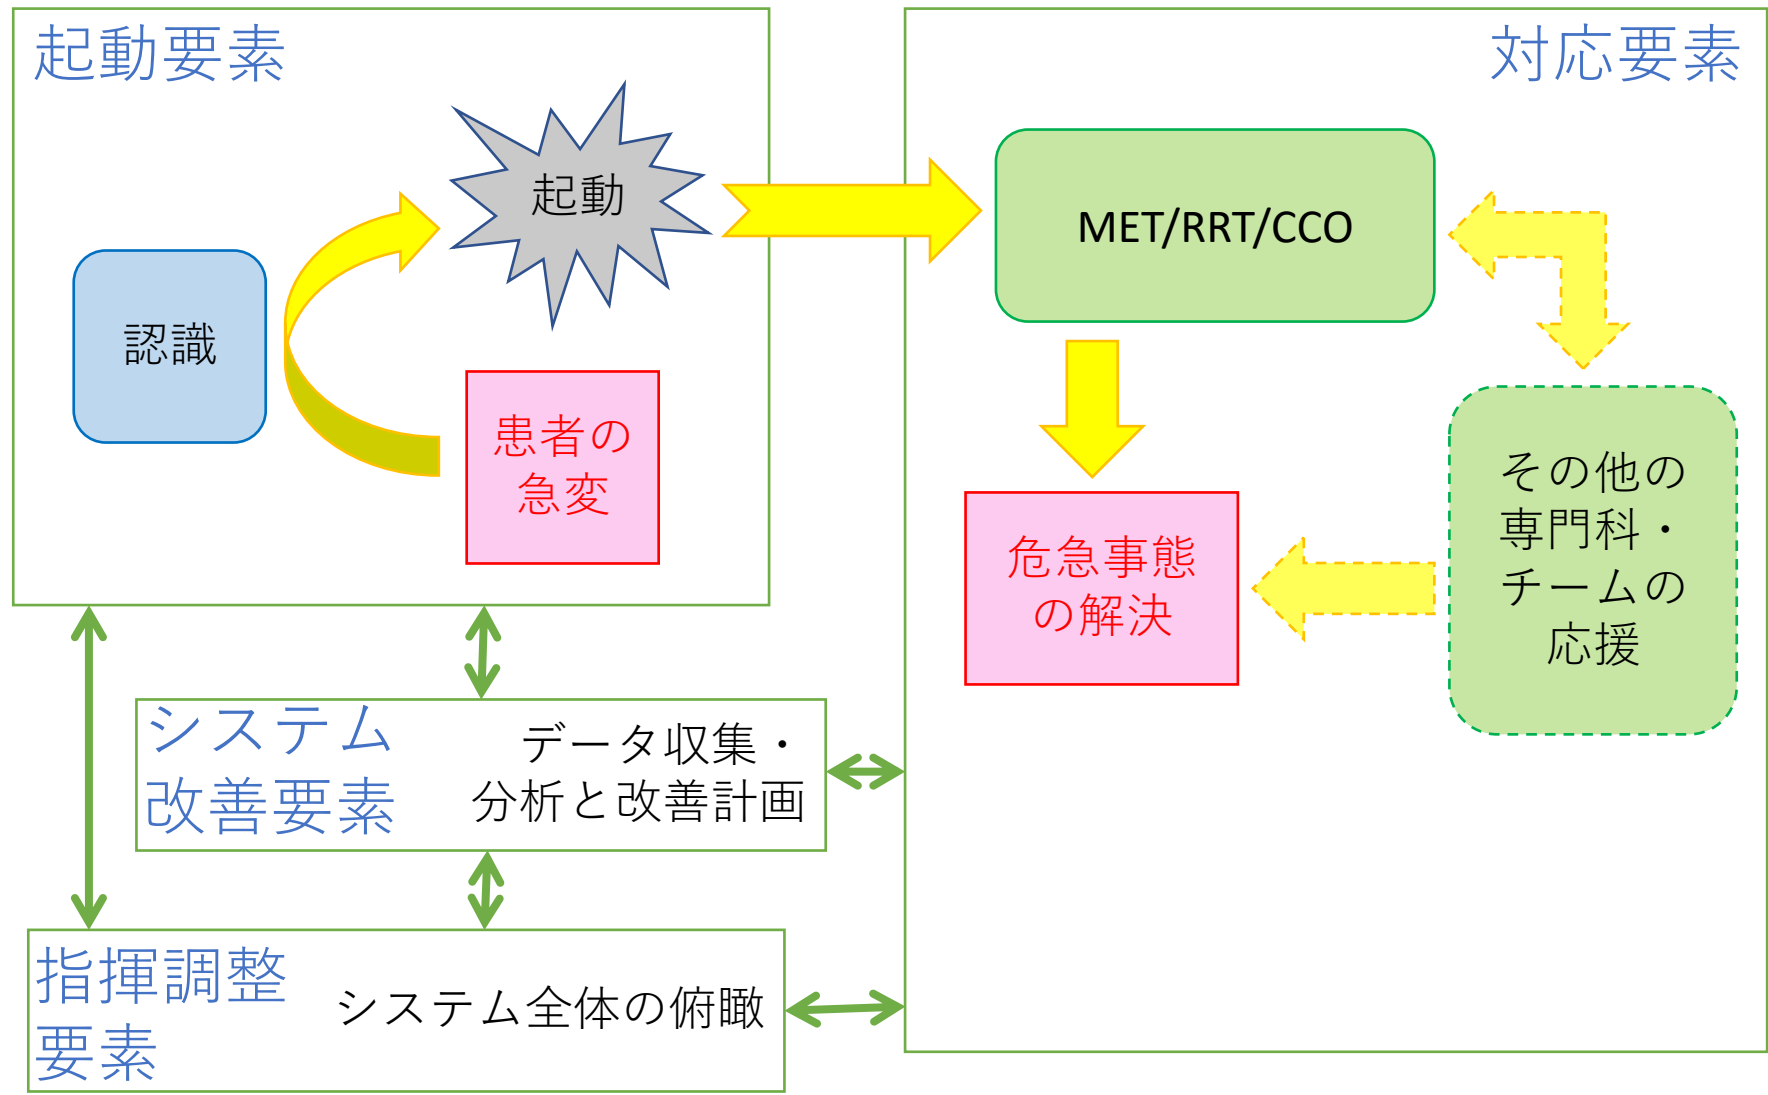 起動要素
起動
認識
患者の
急変
対応要素
MET/RRT/CCO
その他の
専門科・
チームの
応援
危急事態
の解決
システム
改善要素
データ収集・
分析と改善計画
指揮調整
要素
システム全体の俯瞰